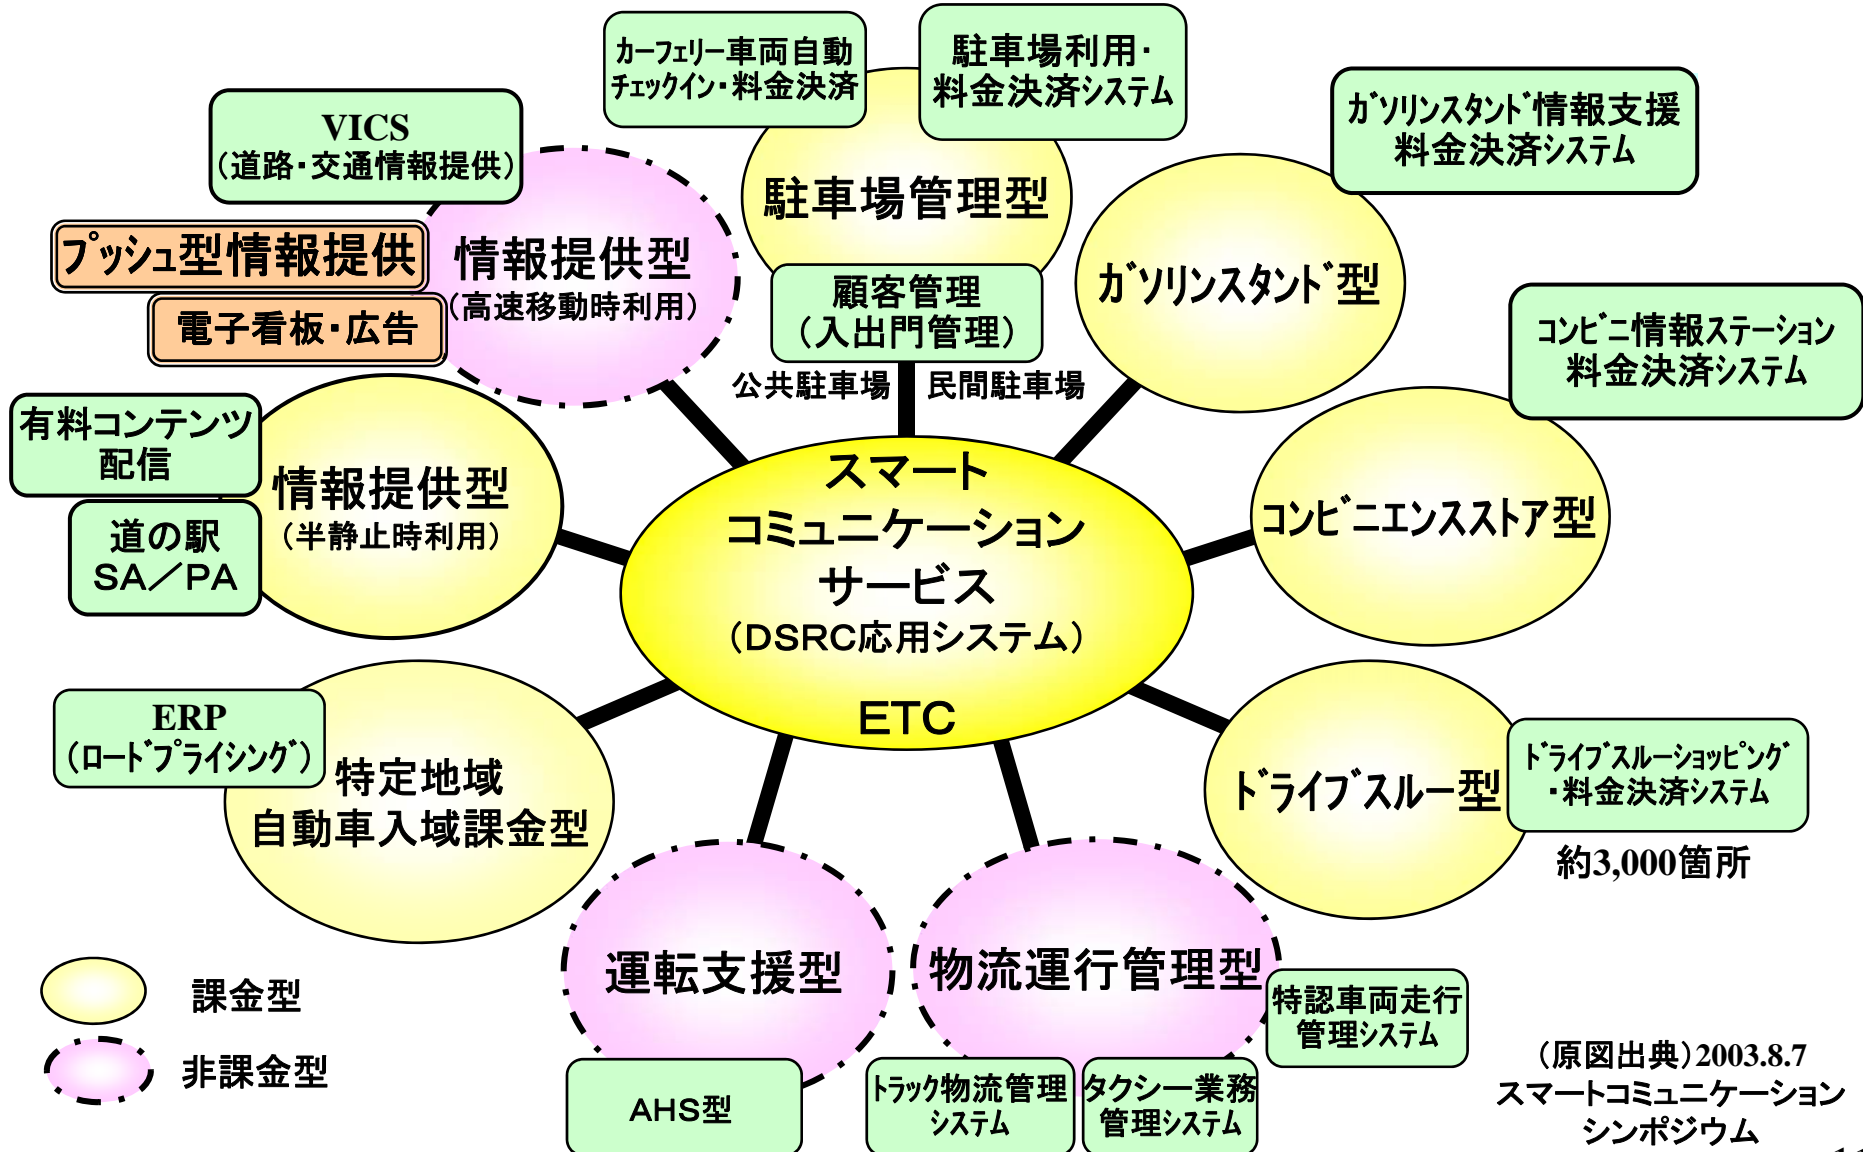 カーフェリー車両自動
チェックイン・料金決済
駐車場利用・
料金決済システム
ガソリンスタンド情報支援
料金決済システム
VICS
（道路・交通情報提供）
駐車場管理型
プッシュ型情報提供
情報提供型
（高速移動時利用）
ガソリンスタンド型
顧客管理
（入出門管理）
電子看板・広告
コンビニ情報ステーション
料金決済システム
公共駐車場
民間駐車場
有料コンテンツ
配信
情報提供型
（半静止時利用）
道の駅
SA／PA
スマート
コミュニケーション
サービス
（DSRC応用システム）
ETC
コンビニエンスストア型
ERP
（ロードプライシング）
特定地域
自動車入域課金型
ドライブスルー型
ドライブスルーショッピング
・料金決済システム
約3,000箇所
運転支援型
物流運行管理型
特認車両走行
管理システム
課金型
非課金型
AHS型
トラック物流管理
システム
タクシー業務
管理システム
（原図出典）2003.8.7
スマートコミュニケーション
シンポジウム